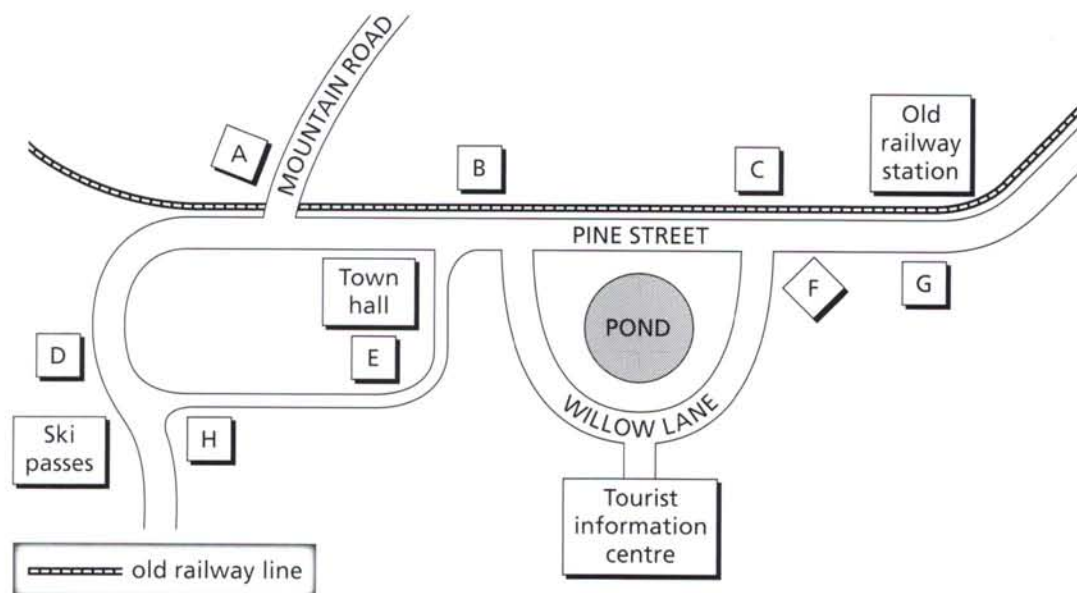 MOUNTAIN ROAD
A
B
C
Old
railway
station
PINE STREET
Town
hall
POND
F
G
D
E
WILLOW LANE
H
Ski
passes
Tourist
information
centre
old railway line